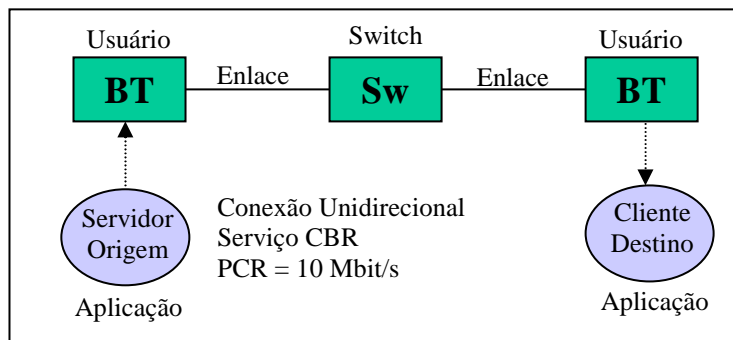 Usuário
Switch
Usuário
BT
Enlace
Sw
Enlace
BT
Servidor
Origem
Conexão Unidirecional
Serviço CBR
PCR = 10 Mbit/s
Cliente
Destino
Aplicação
Aplicação